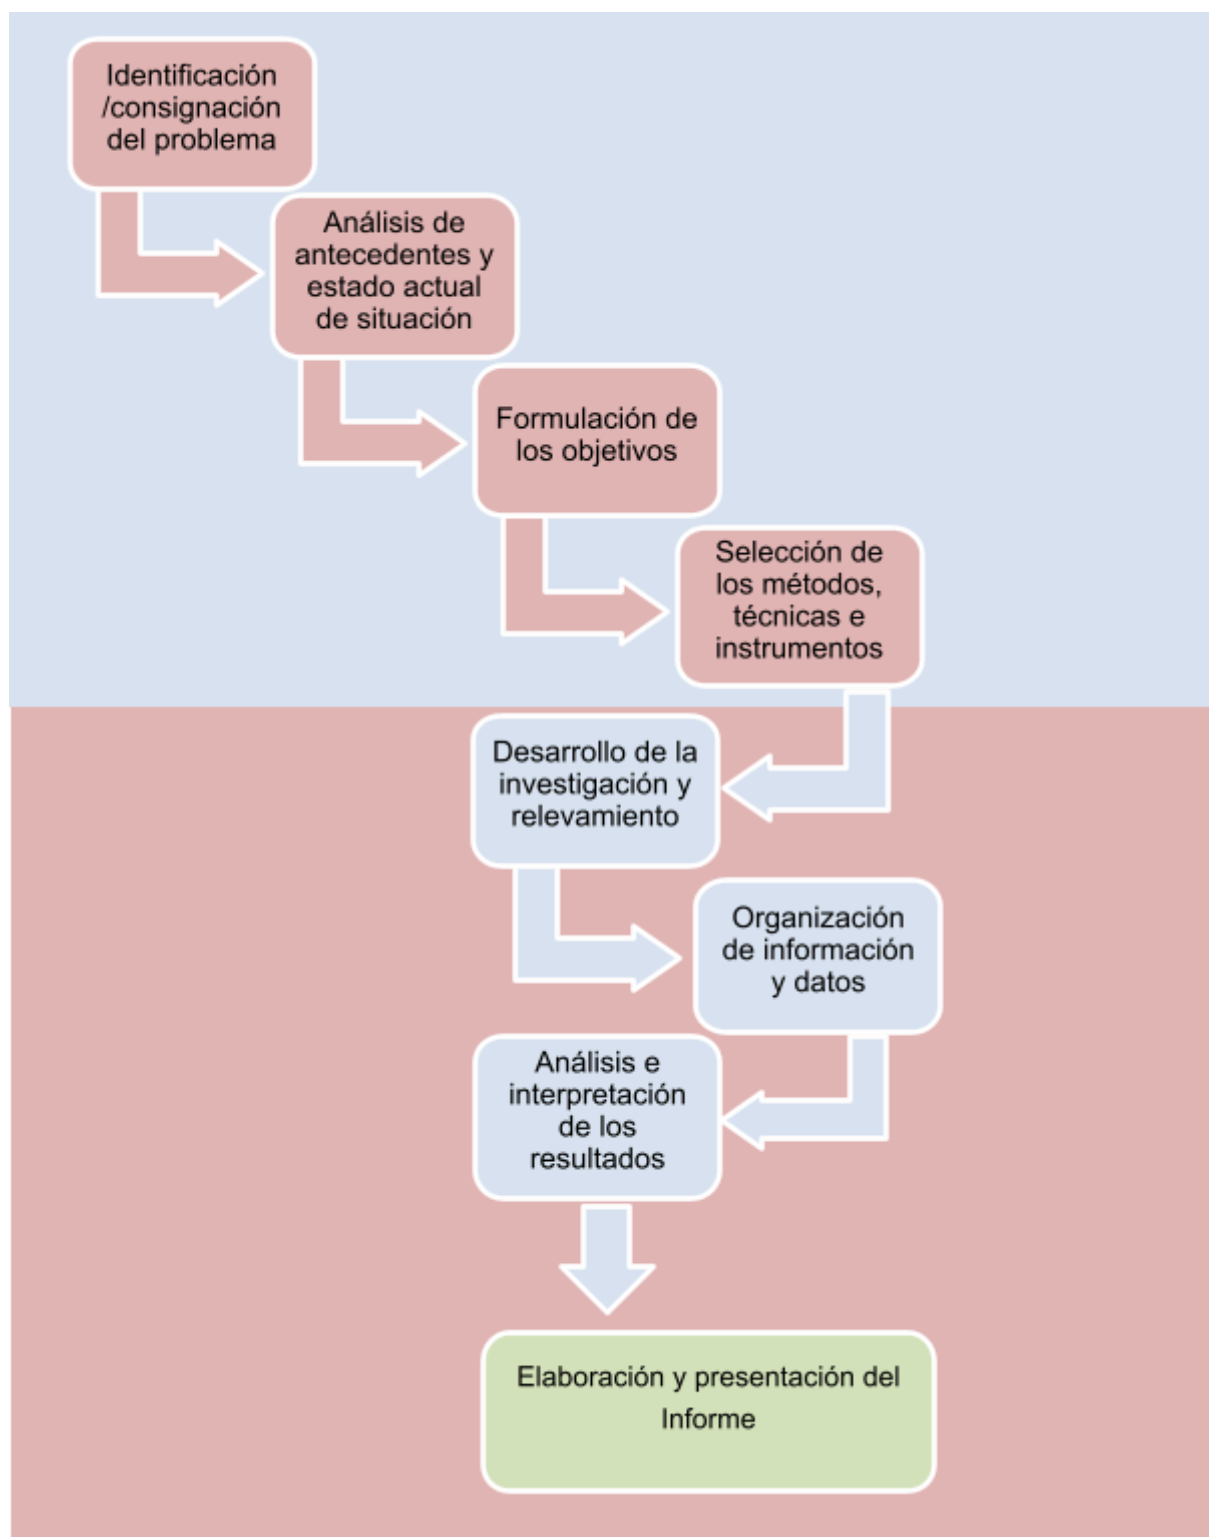 Identificación
/consignación
del problema
Análisis de
antecedentes y
estado actual
de situación
Formulación de
los objetivos
Selección de
los métodos,
técnicas e
instrumentos
Desarrollo de la
investigación y
relevamiento
Organización
de información
y datos
Análisis e
interpretación
de los
resultados
Elaboración y presentación del
Informe